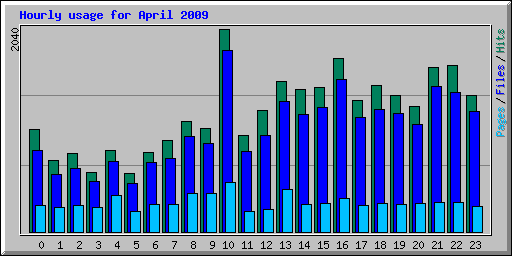 Hourly usage for April 2009
2040
Pages / Files / Hits
0 1 2 3 4 5 6 7 8 9 10 11 12 13 14 15 16 17 18 19 20 21 22 23